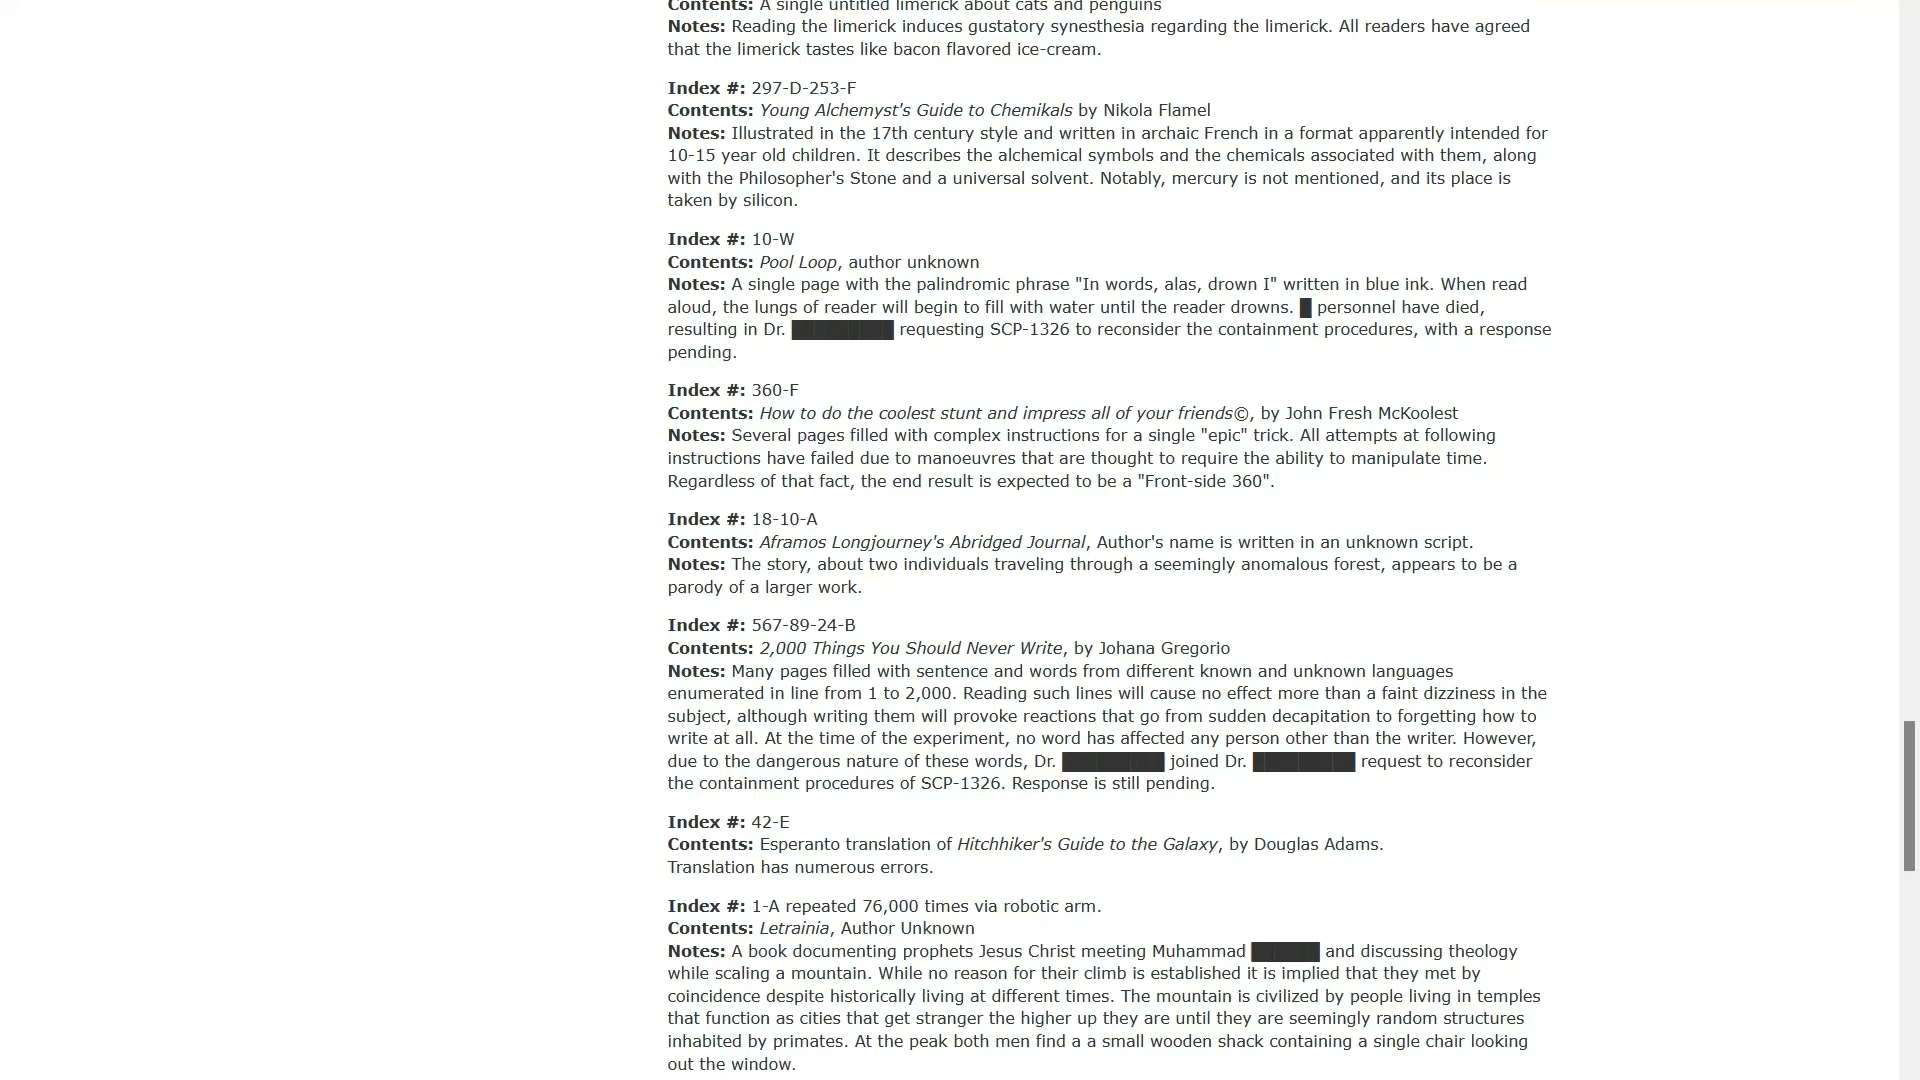 Contents: A single untitled limerick about cats and penguins
Notes: Reading the limerick induces gustatory synesthesia regarding the limerick. All readers have agreed
that the limerick tastes like bacon flavored ice-cream.
Index #: 297-D-253-F
Contents: Young Alchemyst's Guide to Chemikals by Nikola Flamel
Notes: Illustrated in the 17th century style and written in archaic French in a format apparently intended for
10-15 year old children. It describes the alchemical symbols and the chemicals associated with them, along
with the Philosopher's Stone and a universal solvent. Notably, mercury is not mentioned, and its place is
taken by silicon.
Index #: 10-W
Contents: Pool Loop, author unknown
Notes: A single page with the palindromic phrase "In words, alas, drown I" written in blue ink. When read
aloud, the lungs of reader will begin to fill with water until the reader drowns. █ personnel have died,
resulting in Dr. █████████ requesting SCP-1326 to reconsider the containment procedures, with a response
pending.
Index #: 360-F
Contents: How to do the coolest stunt and impress all of your friends©, by John Fresh McKoolest
Notes: Several pages filled with complex instructions for a single "epic" trick. All attempts at following
instructions have failed due to manoeuvres that are thought to require the ability to manipulate time.
Regardless of that fact, the end result is expected to be a "Front-side 360".
Index #: 18-10-A
Contents: Aframos Longjourney's Abridged Journal, Author's name is written in an unknown script.
Notes: The story, about two individuals traveling through a seemingly anomalous forest, appears to be a
parody of a larger work.
Index #: 567-89-24-B
Contents: 2,000 Things You Should Never Write, by Johana Gregorio
Notes: Many pages filled with sentence and words from different known and unknown languages
enumerated in line from 1 to 2,000. Reading such lines will cause no effect more than a faint dizziness in the
subject, although writing them will provoke reactions that go from sudden decapitation to forgetting how to
write at all. At the time of the experiment, no word has affected any person other than the writer. However,
due to the dangerous nature of these words, Dr. █████████ joined Dr. █████████ request to reconsider
the containment procedures of SCP-1326. Response is still pending.
Index #: 42-E
Contents: Esperanto translation of Hitchhiker's Guide to the Galaxy, by Douglas Adams.
Translation has numerous errors.
Index #: 1-A repeated 76,000 times via robotic arm.
Contents: Letrainia, Author Unknown
Notes: A book documenting prophets Jesus Christ meeting Muhammad ██████ and discussing theology
while scaling a mountain. While no reason for their climb is established it is implied that they met by
coincidence despite historically living at different times. The mountain is civilized by people living in temples
that function as cities that get stranger the higher up they are until they are seemingly random structures
inhabited by primates. At the peak both men find a a small wooden shack containing a single chair looking
out the window.